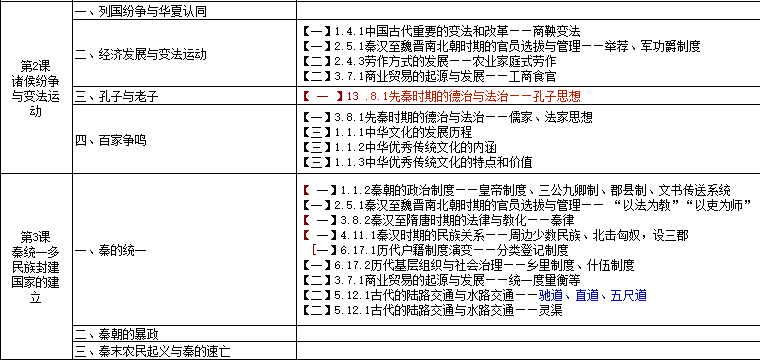 一、列国纷争与华夏认同
第2课
诸侯纷争
与变法运
动
二、经济发展与变法运动
【一】1.4.1中国古代重要的变法和改革——商鞅变法
【一】2.5.1秦汉至魏晋南北朝时期的官员选拔与管理——举荐、军功爵制度
【二】2.4.3劳作方式的发展——农业家庭式劳作
【二】3.7.1商业贸易的起源与发展——工商食官
三、孔子与老子
【 一 】13 .8.1先秦时期的德治与法治——孔子思想
四、百家争鸣
【一】3.8.1先秦时期的德治与法治——儒家、法家思想
【三】1.1.1中华文化的发展历程
【三】1.1.2中华优秀传统文化的内涵
【三】1.1.3中华优秀传统文化的特点和价值
第3课
秦统一多
民族封建
国家的建
立
一、秦的统一
【 一】1.1.2秦朝的政治制度——皇帝制度、三公九卿制、郡县制、文书传送系统
【一】2.5.1秦汉至魏晋南北朝时期的官员选拔与管理—— “以法为教”“以吏为师”
【 一】3.8.2秦汉至隋唐时期的法律与教化——秦律
【 一】4.11.1秦汉时期的民族关系——周边少数民族、北击匈奴，设三郡
[一】6.17.1历代户籍制度演变——分类登记制度
【一】6.17.2历代基层组织与社会治理——乡里制度、什伍制度
【二】3.7.1商业贸易的起源与发展——统一度量衡等
【二】5.12.1古代的陆路交通与水路交通——驰道、直道、五尺道
【二】5.12.1古代的陆路交通与水路交通——灵渠
二、秦朝的暴政
三、秦末农民起义与秦的速亡